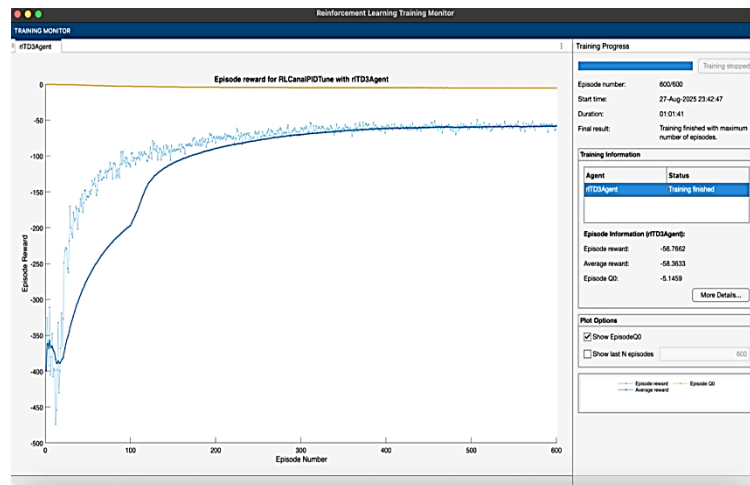 Reinforcement Learning Training Monitor
TRAINING MONITOR
rlTD3Agent
Episode reward for RLCanalPIDTune with rlTD3Agent
0
-50
-100
-150
-200
-250
-300
-350
-400
-450
-500
Episode Reward
0 100 200 300 400 500 600
Episode Number
Training Progress
Training stopped
Episode number: 600/600
Start time: 27-Aug-2025 23:42:47
Duration: 01:01:41
Final result: Training finished with maximum
number of episodes.
Training Information
Agent Status
rlTD3Agent Training finished
Episode Information (rlTD3Agent):
Episode reward: -56.7662
Average reward: -58.3633
Episode Q0: -5.1459
More Details...
Plot Options
Show EpisodeQ0
Show last N episodes 600
Episode reward Episode Q0
Average reward